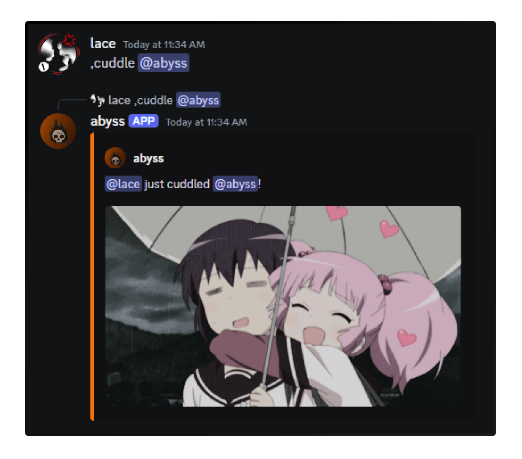 lace Today at 11:34 AM
,cuddle @abyss
lace ,cuddle @abyss
abyss APP Today at 11:34 AM
abyss
@lace just cuddled @abyss!